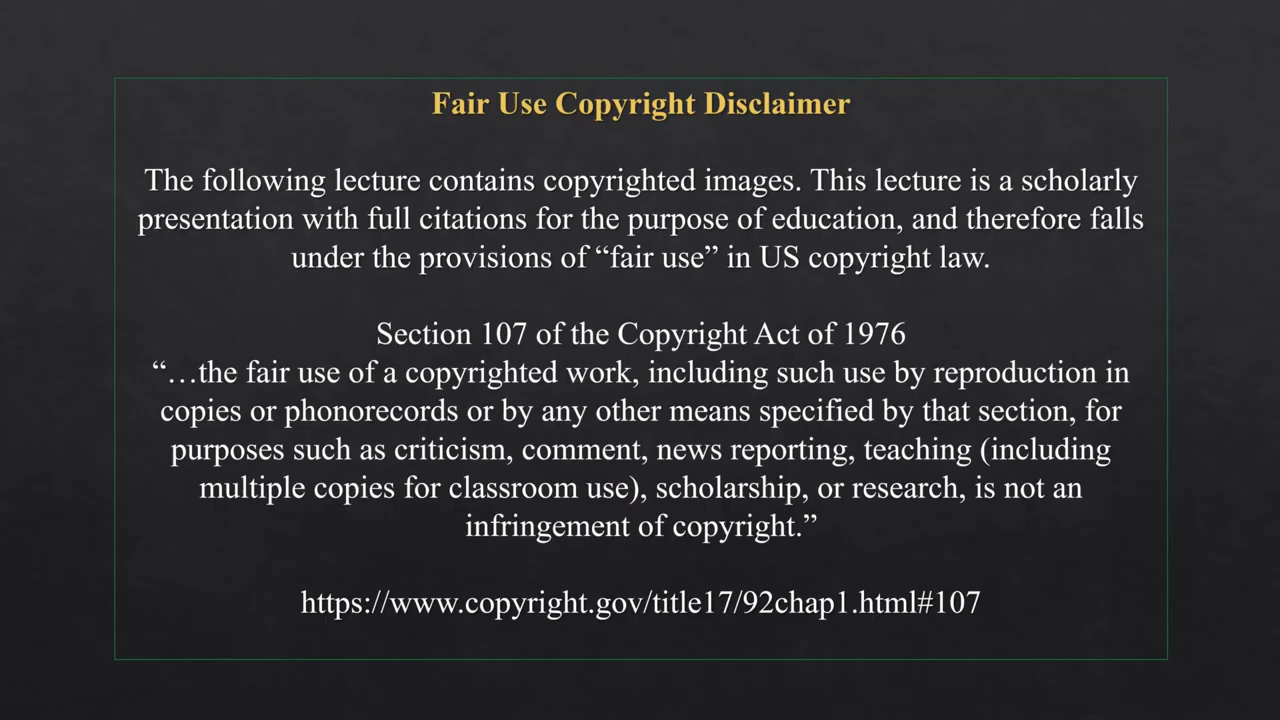 Fair Use Copyright Disclaimer
The following lecture contains copyrighted images. This lecture is a scholarly
presentation with full citations for the purpose of education, and therefore falls
under the provisions of “fair use” in US copyright law.
Section 107 of the Copyright Act of 1976
“…the fair use of a copyrighted work, including such use by reproduction in
copies or phonorecords or by any other means specified by that section, for
purposes such as criticism, comment, news reporting, teaching (including
multiple copies for classroom use), scholarship, or research, is not an
infringement of copyright.”
https://www.copyright.gov/title17/92chap1.html#107